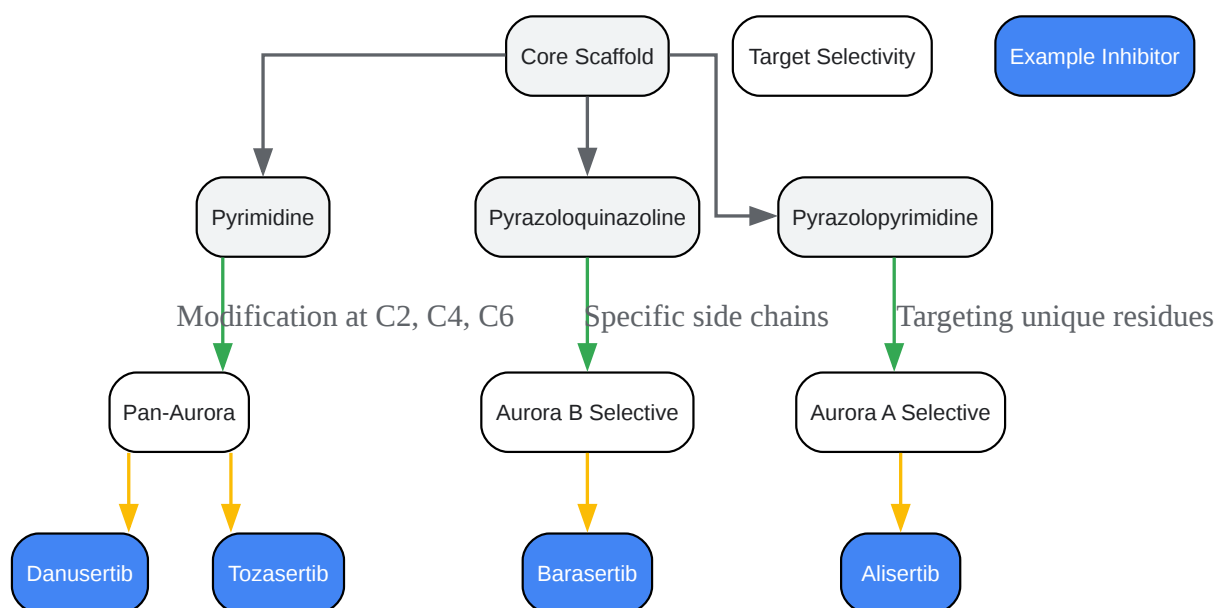 Core Scaffold
Target Selectivity
Example Inhibitor
Pyrimidine
Pyrazoloquinazoline
Pyrazolopyrimidine
Modification at C2, C4, C6
Specific side chains
Targeting unique residues
Pan-Aurora
Aurora B Selective
Aurora A Selective
Danusertib
Tozasertib
Barasertib
Alisertib